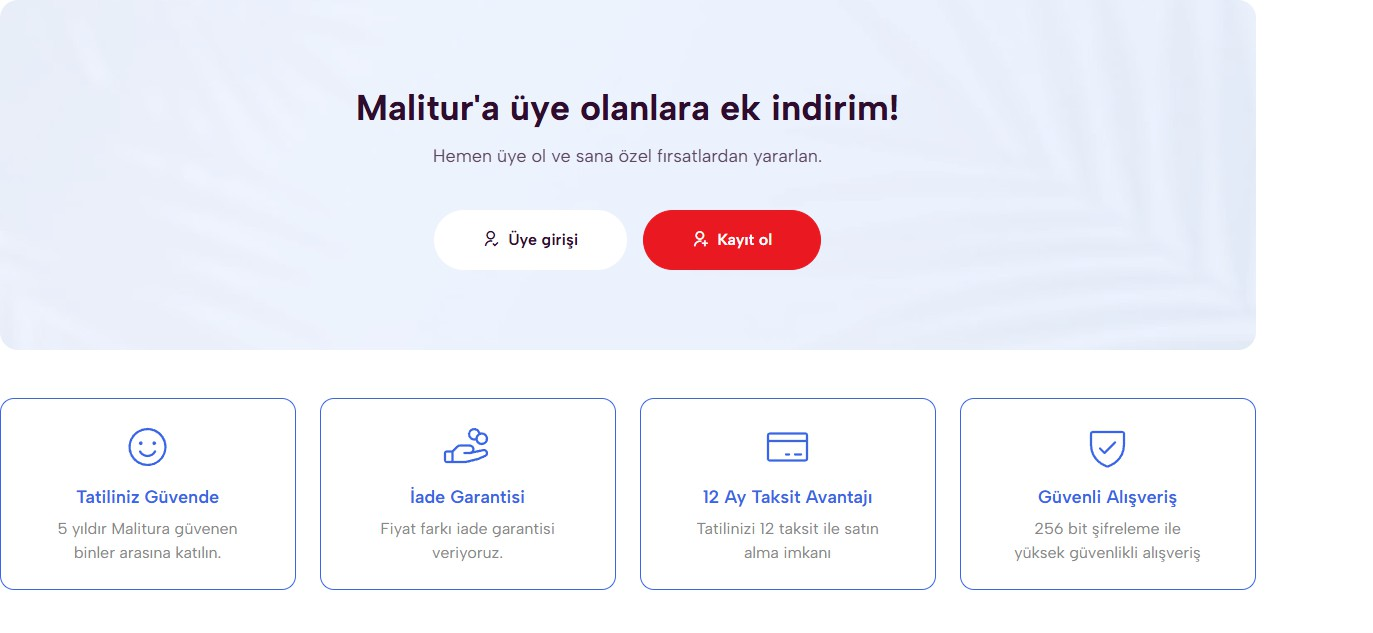 Malitur'a üye olanlara ek indirim!
Hemen üye ol ve sana özel fırsatlardan yararlan.
Üye girişi
Kayıt ol
Tatiliniz Güvende
5 yıldır Malitura güvenen
binler arasına katılın.
İade Garantisi
Fiyat farkı iade garantisi
veriyoruz.
12 Ay Taksit Avantajı
Tatilinizi 12 taksit ile satın
alma imkanı
Güvenli Alışveriş
256 bit şifreleme ile
yüksek güvenlikli alışveriş